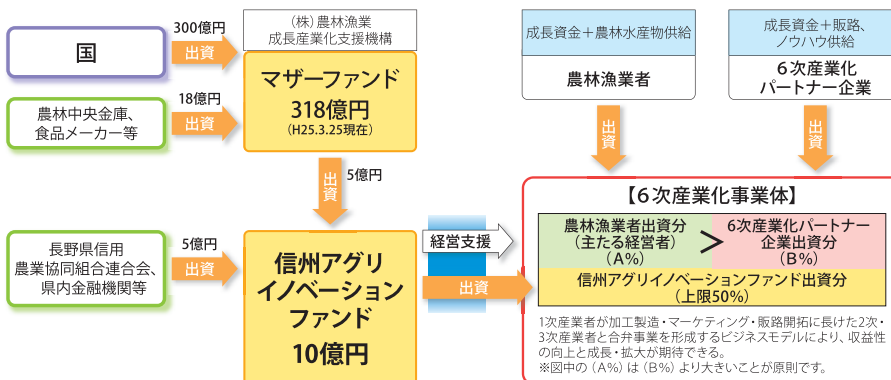 国
300億円
出資
(株)農林漁業
成長産業化支援機構
マザーファンド
318億円
(H25.3.25現在)
農林中央金庫、
食品メーカー等
18億円
出資
成長資金+農林水産物供給
農林漁業者
成長資金+販路、
ノウハウ供給
6次産業化
パートナー企業
出資
5億円
出資
出資
長野県信用
農業協同組合連合会、
県内金融機関等
5億円
出資
信州アグリ
イノベーション
ファンド
10億円
経営支援
出資
【6次産業化事業体】
農林漁業者出資分
(主たる経営者)
(A%)
>
6次産業化パートナー
企業出資分
(B%)
信州アグリイノベーションファンド出資分
(上限50%)
1次産業者が加工製造・マーケティング・販路開拓に長けた2次・
3次産業者と合弁事業を形成するビジネスモデルにより、収益性
の向上と成長・拡大が期待できる。
※図中の(A%)は(B%)より大きいことが原則です。